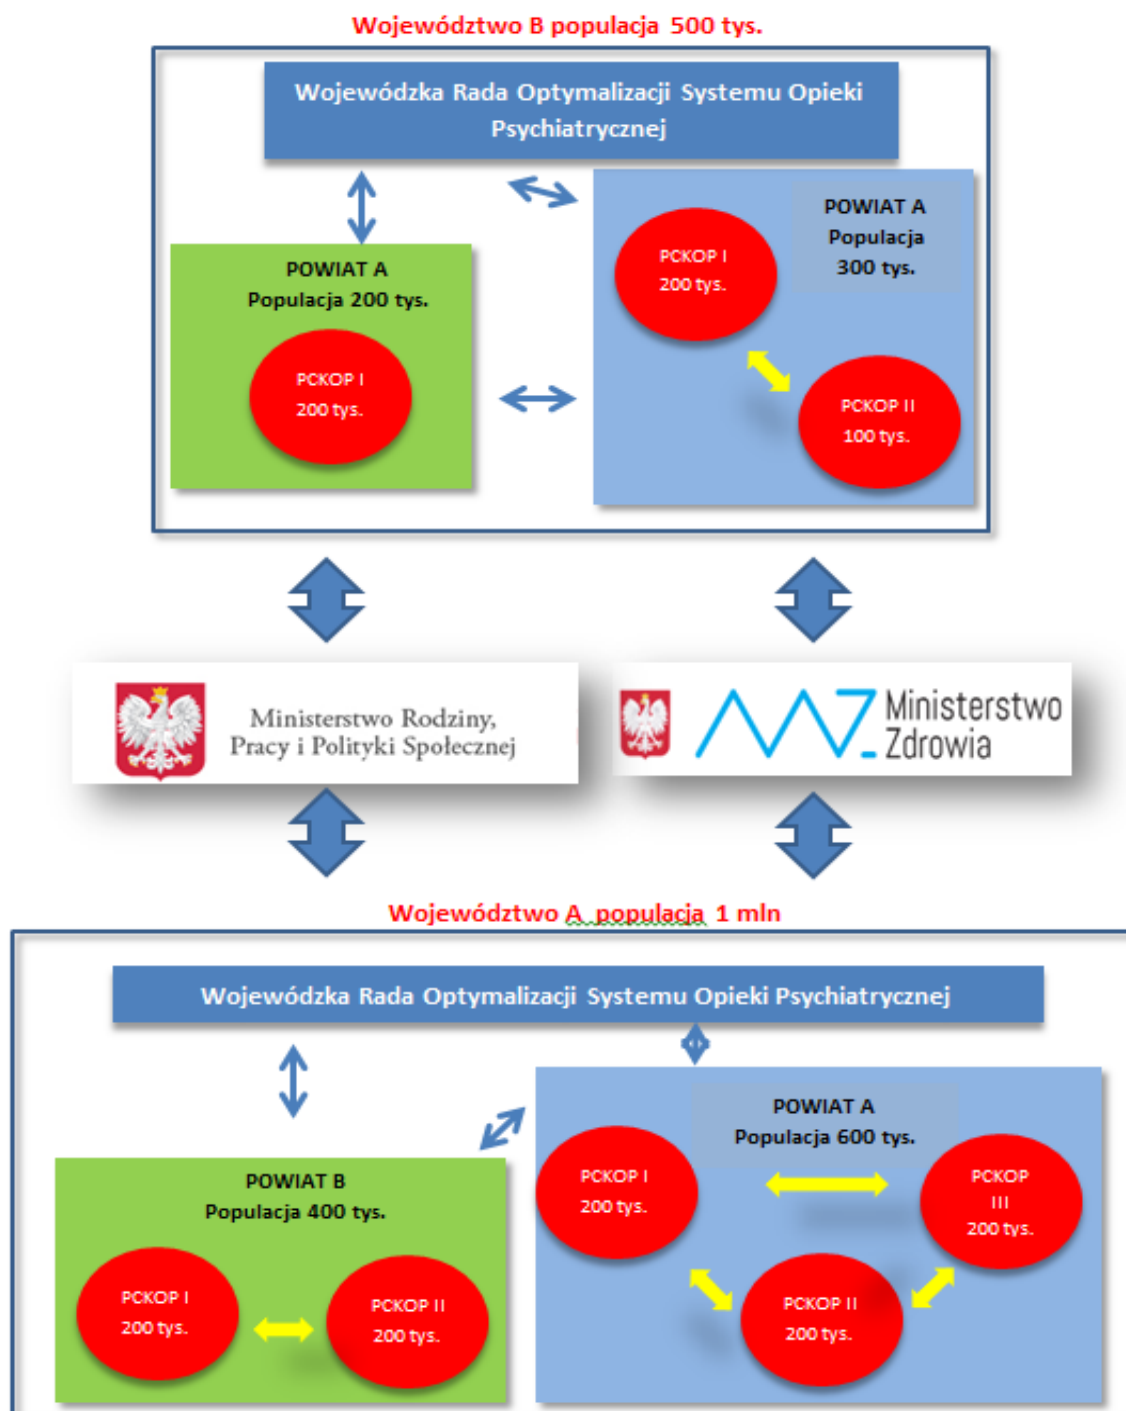 Województwo B populacja 500 tys.
Wojewódzka Rada Optymalizacji Systemu Opieki
Psychiatrycznej
POWIAT A
Populacja 200 tys.
PCKOP I
200 tys.
POWIAT A
Populacja
300 tys.
PCKOP I
200 tys.
PCKOP II
100 tys.
Ministerstwo Rodziny,
Pracy i Polityki Społecznej
MZ Ministerstwo
Zdrowia
Województwo A populacja 1 mln
Wojewódzka Rada Optymalizacji Systemu Opieki Psychiatrycznej
POWIAT B
Populacja 400 tys.
PCKOP I
200 tys.
PCKOP II
200 tys.
POWIAT A
Populacja 600 tys.
PCKOP I
200 tys.
PCKOP
III
200 tys.
PCKOP II
200 tys.